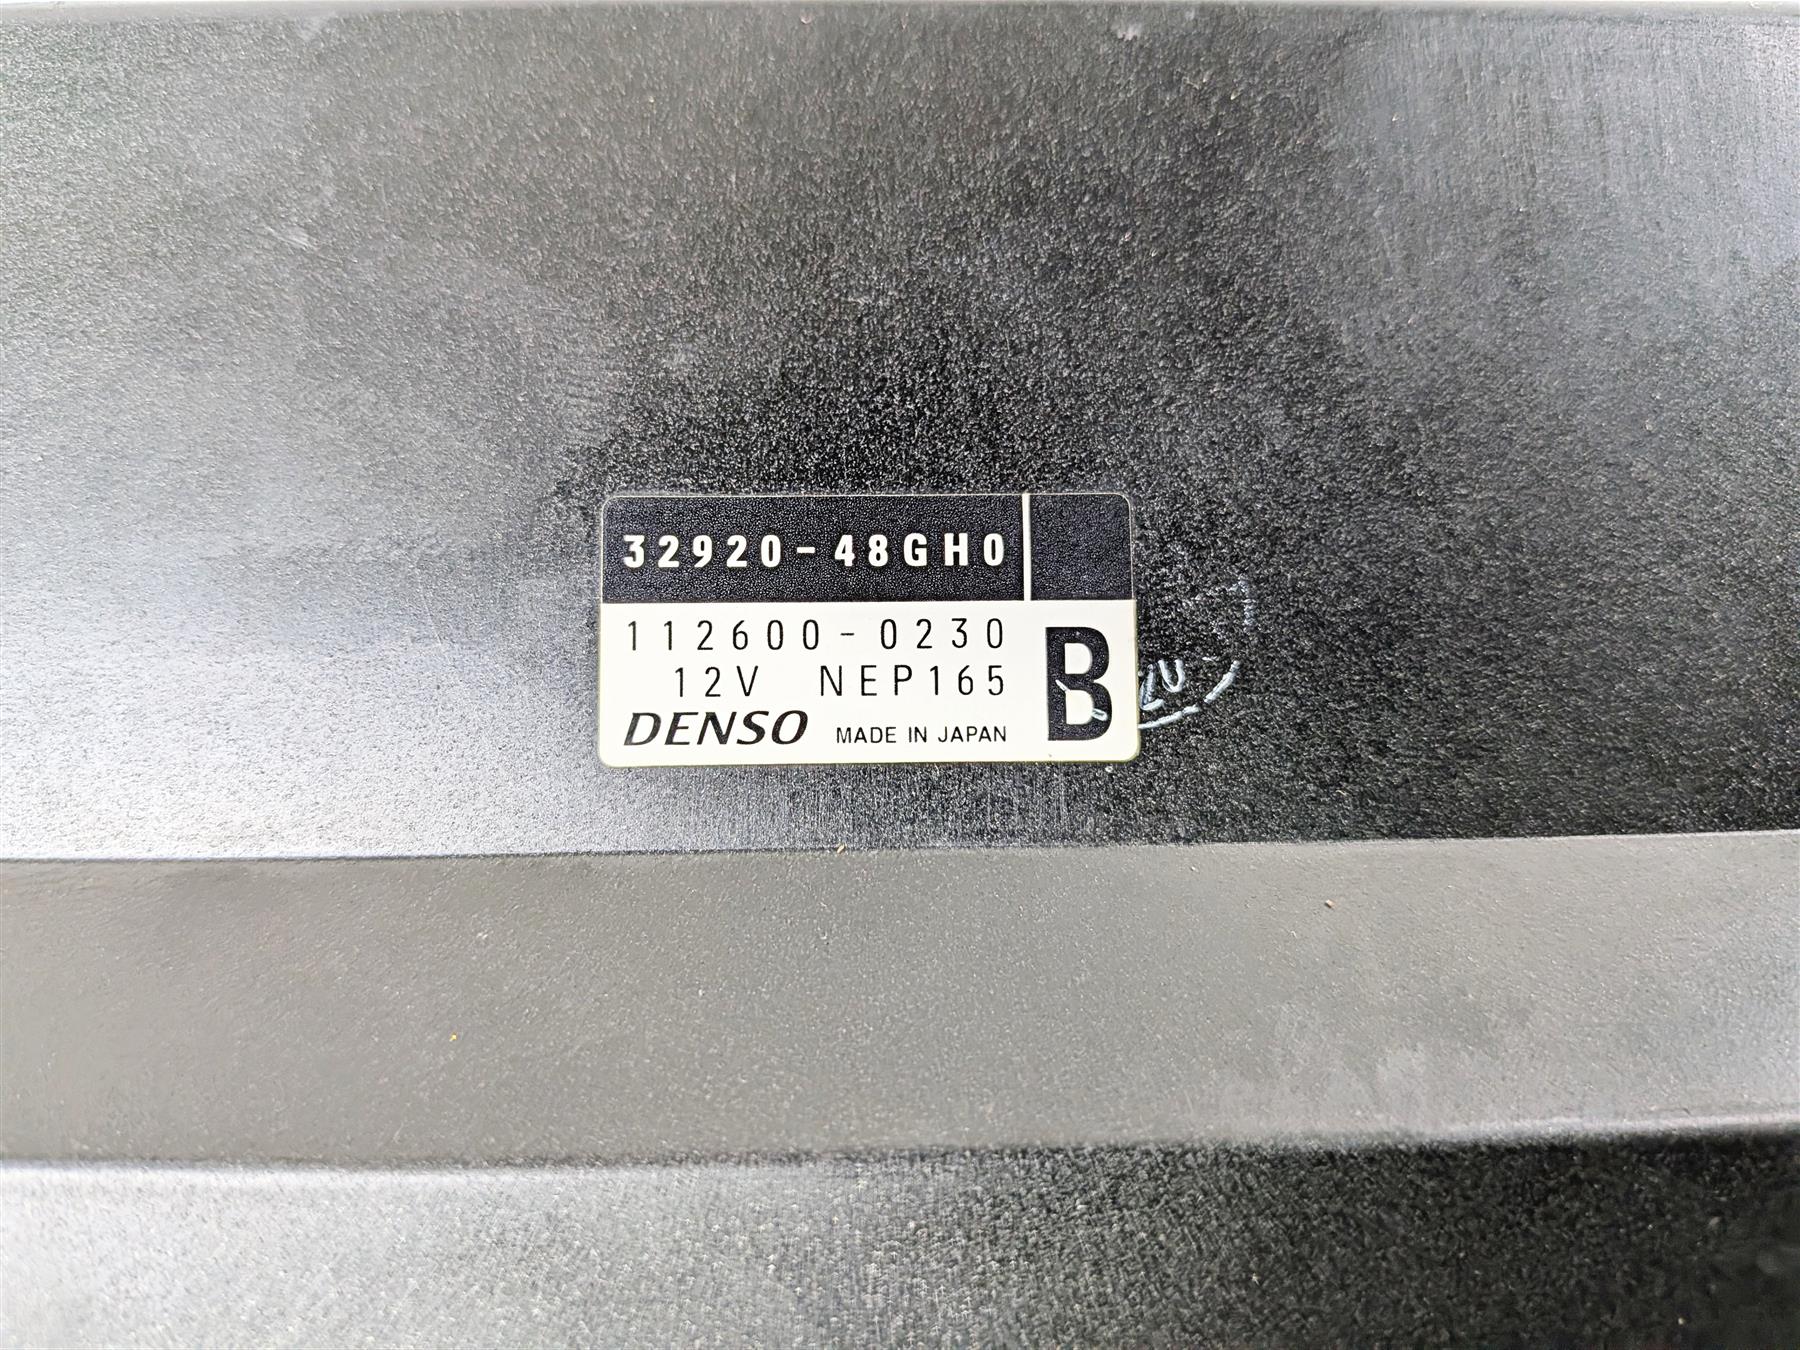 32920-48GH0
112600-0230
12V NEP165
B
DENSO MADE IN JAPAN